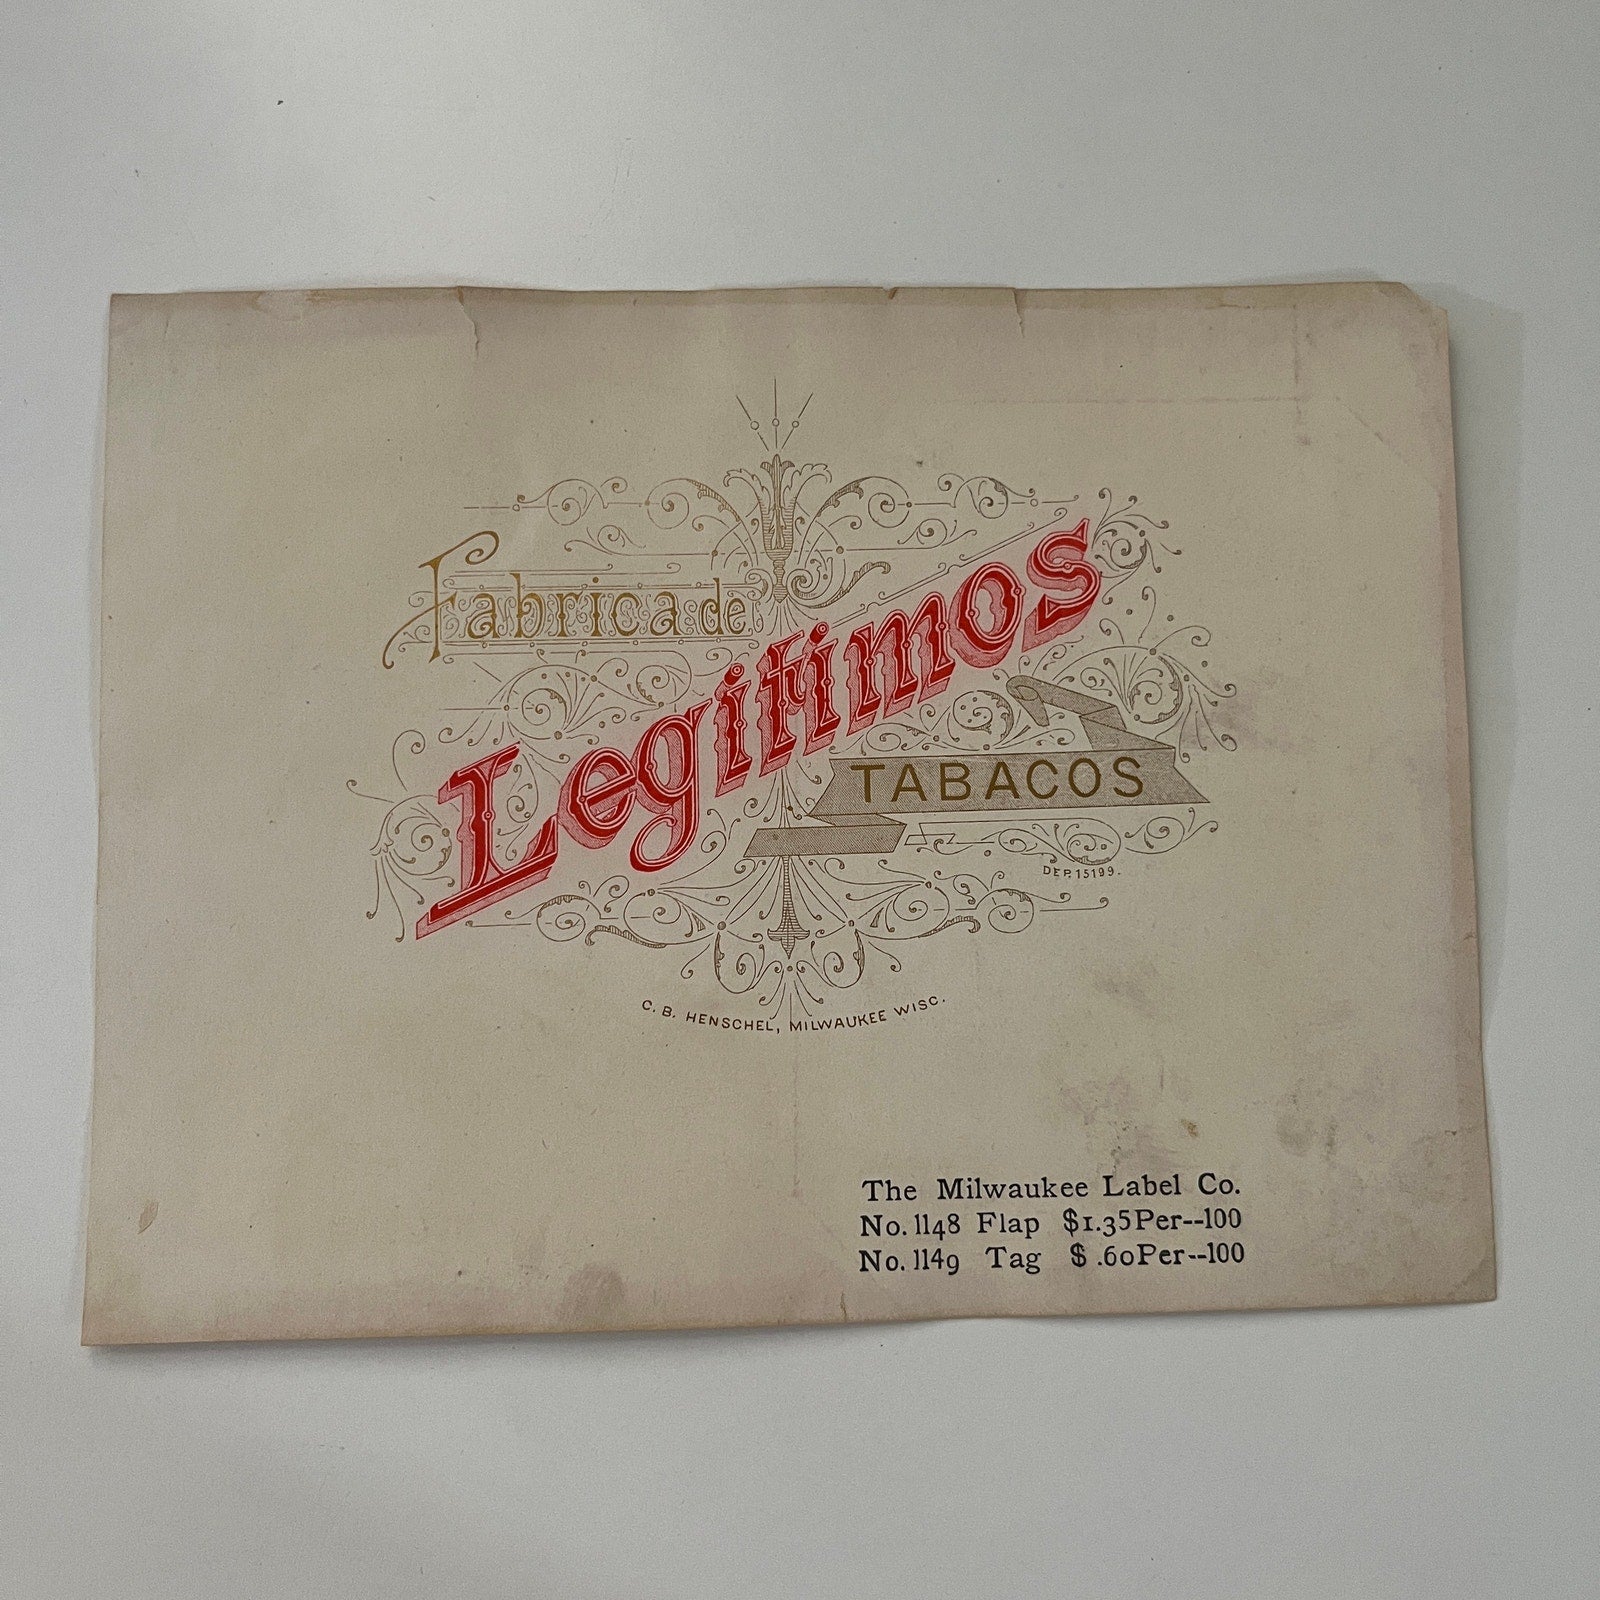 Fabrica de
Legitimos
TABACOS
DEP. 15199.
C. B. HENSCHEL, MILWAUKEE WISC.
The Milwaukee Label Co.
No. 1148 Flap $1.35 Per--100
No. 1149 Tag $ .60 Per--100